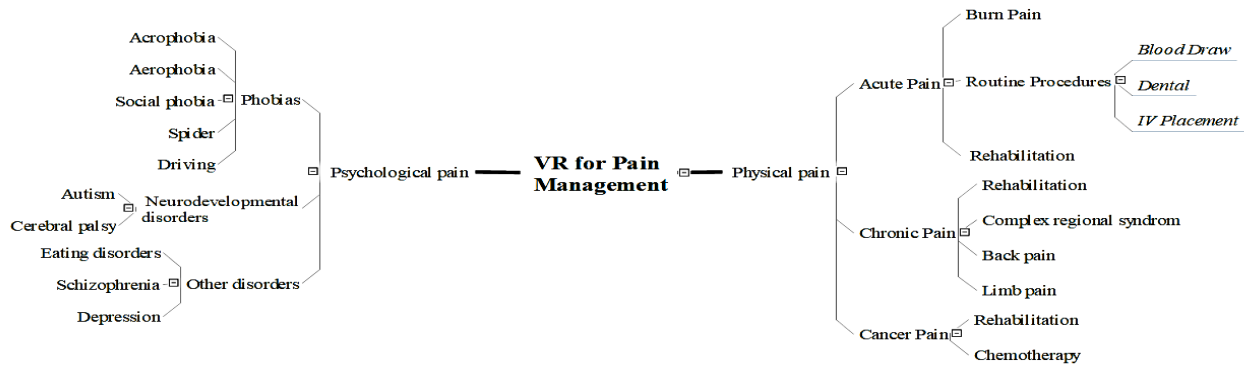 VR for Pain
Management
Psychological pain
Phobias
Acrophobia
Aerophobia
Social phobia
Spider
Driving
Neurodevelopmental
disorders
Autism
Cerebral palsy
Other disorders
Eating disorders
Schizophrenia
Depression
Physical pain
Acute Pain
Burn Pain
Routine Procedures
Blood Draw
Dental
IV Placement
Rehabilitation
Chronic Pain
Rehabilitation
Complex regional syndrom
Back pain
Limb pain
Cancer Pain
Rehabilitation
Chemotherapy